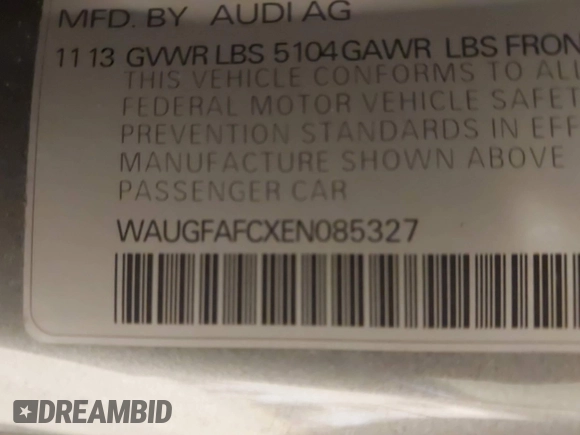 MFD. BY AUDI AG
11 13 GVWR LBS 5104 GAWR LBS FRON
THIS VEHICLE CONFORMS TO ALL
FEDERAL MOTOR VEHICLE SAFET
PREVENTION STANDARDS IN EFF
MANUFACTURE SHOWN ABOVE
PASSENGER CAR
WAUGFAFCXEN085327
DREAMBID